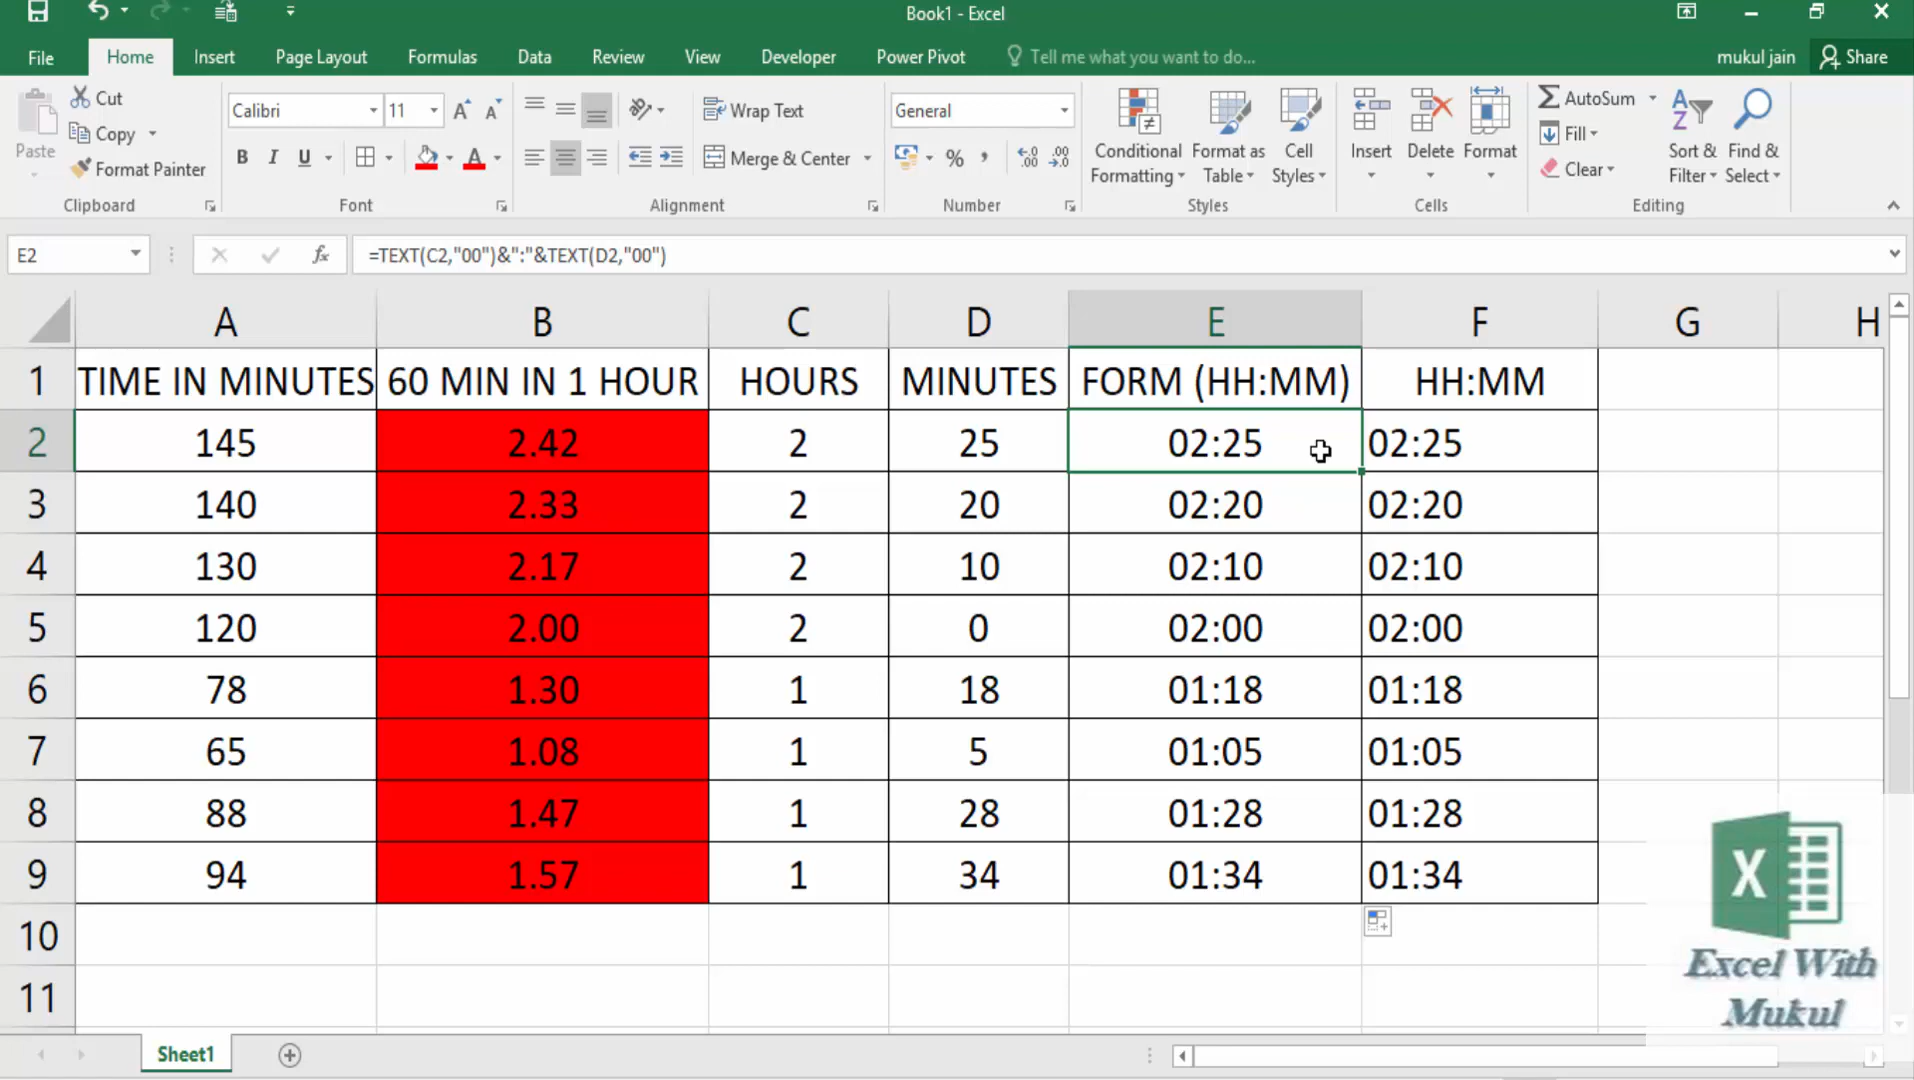 Book1 - Excel
File Home Insert Page Layout Formulas Data Review View Developer Power Pivot Tell me what you want to do... mukul jain Share
Paste
Cut
Copy
Format Painter
Clipboard
Calibri 11
B I U
Font
Wrap Text
Merge & Center
Alignment
General
% , .00 .0
Number
Conditional Formatting
Format as Table
Cell Styles
Styles
Insert Delete Format
Cells
AutoSum
Fill
Clear
Sort & Filter
Find & Select
Editing
E2 fx =TEXT(C2,"00")&":"&TEXT(D2,"00")
A B C D E F G H
1 TIME IN MINUTES 60 MIN IN 1 HOUR HOURS MINUTES FORM (HH:MM) HH:MM
2 145 2.42 2 25 02:25 02:25
3 140 2.33 2 20 02:20 02:20
4 130 2.17 2 10 02:10 02:10
5 120 2.00 2 0 02:00 02:00
6 78 1.30 1 18 01:18 01:18
7 65 1.08 1 5 01:05 01:05
8 88 1.47 1 28 01:28 01:28
9 94 1.57 1 34 01:34 01:34
10
11
X
Excel With
Mukul
Sheet1